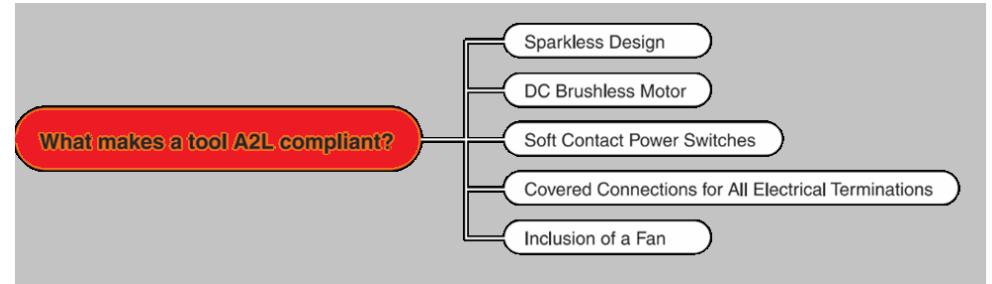 What makes a tool A2L compliant?
Sparkless Design
DC Brushless Motor
Soft Contact Power Switches
Covered Connections for All Electrical Terminations
Inclusion of a Fan